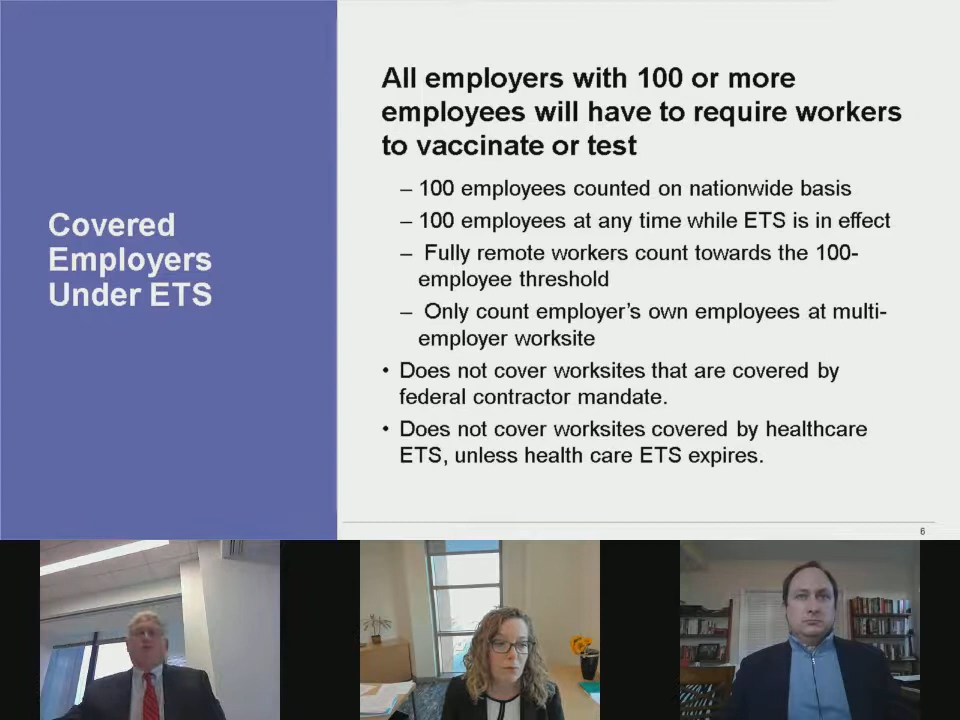 Covered
Employers
Under ETS
All employers with 100 or more
employees will have to require workers
to vaccinate or test
– 100 employees counted on nationwide basis
– 100 employees at any time while ETS is in effect
– Fully remote workers count towards the 100-
employee threshold
– Only count employer's own employees at multi-
employer worksite
• Does not cover worksites that are covered by
federal contractor mandate.
• Does not cover worksites covered by healthcare
ETS, unless health care ETS expires.
6